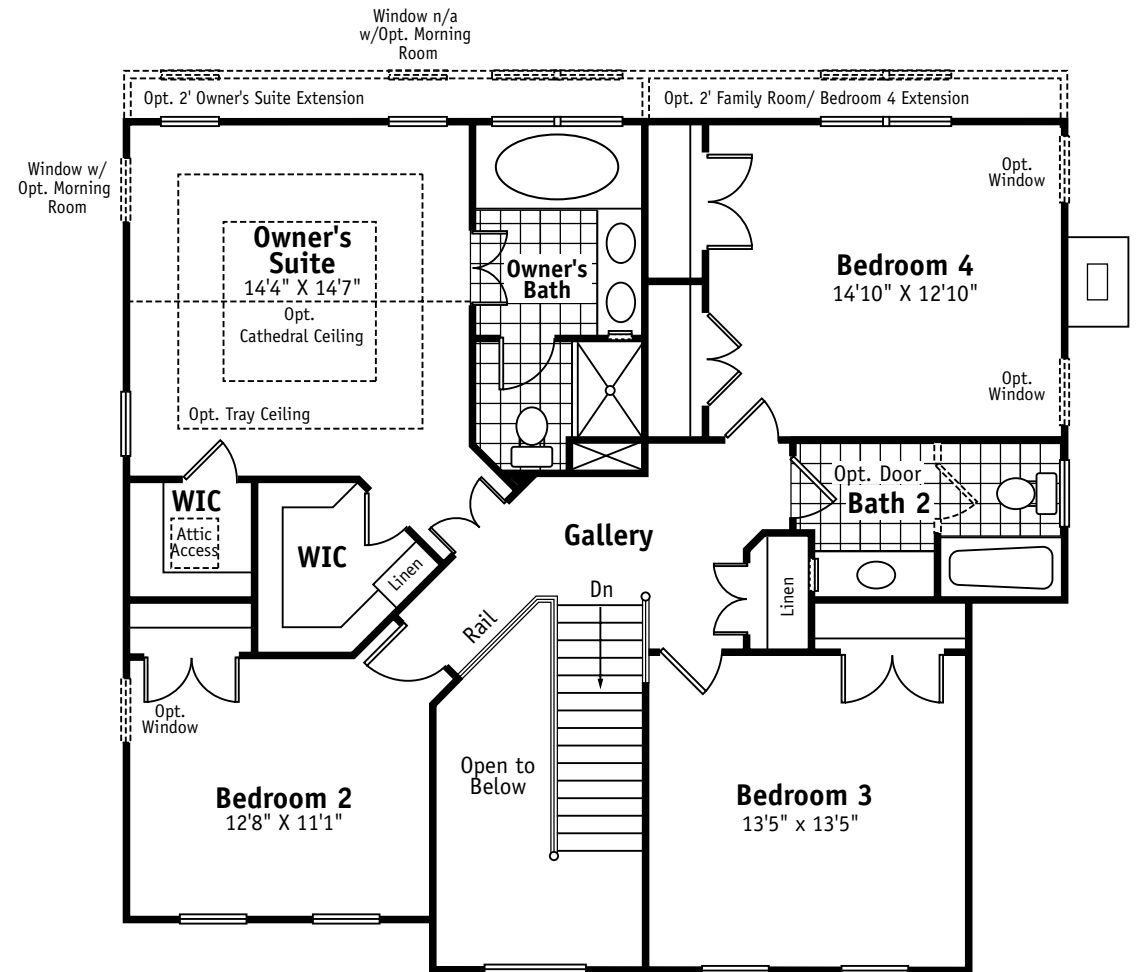 Window n/a
w/Opt. Morning
Room
Opt. 2' Owner's Suite Extension
Opt. 2' Family Room/ Bedroom 4 Extension
Window w/
Opt. Morning
Room
Opt.
Window
Owner's
Suite
14'4" X 14'7"
Opt.
Cathedral Ceiling
Opt. Tray Ceiling
Owner's
Bath
Bedroom 4
14'10" X 12'10"
Opt.
Window
WIC
Attic
Access
WIC
Linen
Gallery
Opt. Door
Bath 2
Dn
Rail
Linen
Opt.
Window
Open to
Below
Bedroom 2
12'8" X 11'1"
Bedroom 3
13'5" x 13'5"